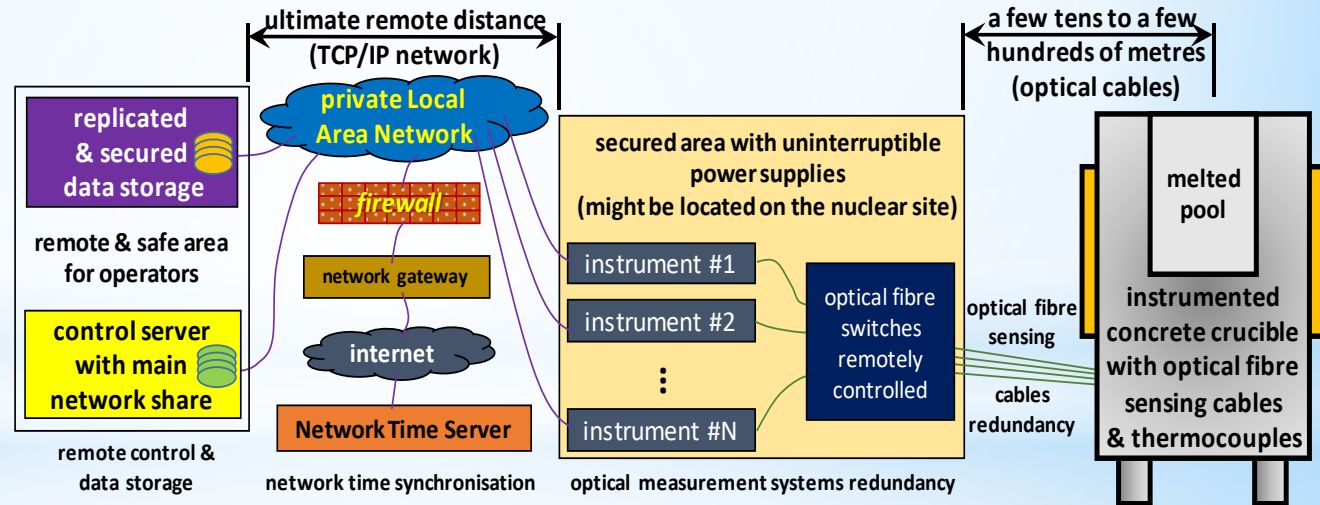 ultimate remote distance
(TCP/IP network)
a few tens to a few
hundreds of metres
(optical cables)
replicated
& secured
data storage
remote & safe area
for operators
control server
with main
network share
remote control &
data storage
private Local
Area Network
firewall
network gateway
internet
Network Time Server
network time synchronisation
secured area with uninterruptible
power supplies
(might be located on the nuclear site)
instrument #1
instrument #2
⋮
instrument #N
optical fibre
switches
remotely
controlled
optical measurement systems redundancy
optical fibre
sensing
cables
redundancy
melted
pool
instrumented
concrete crucible
with optical fibre
sensing cables
& thermocouples